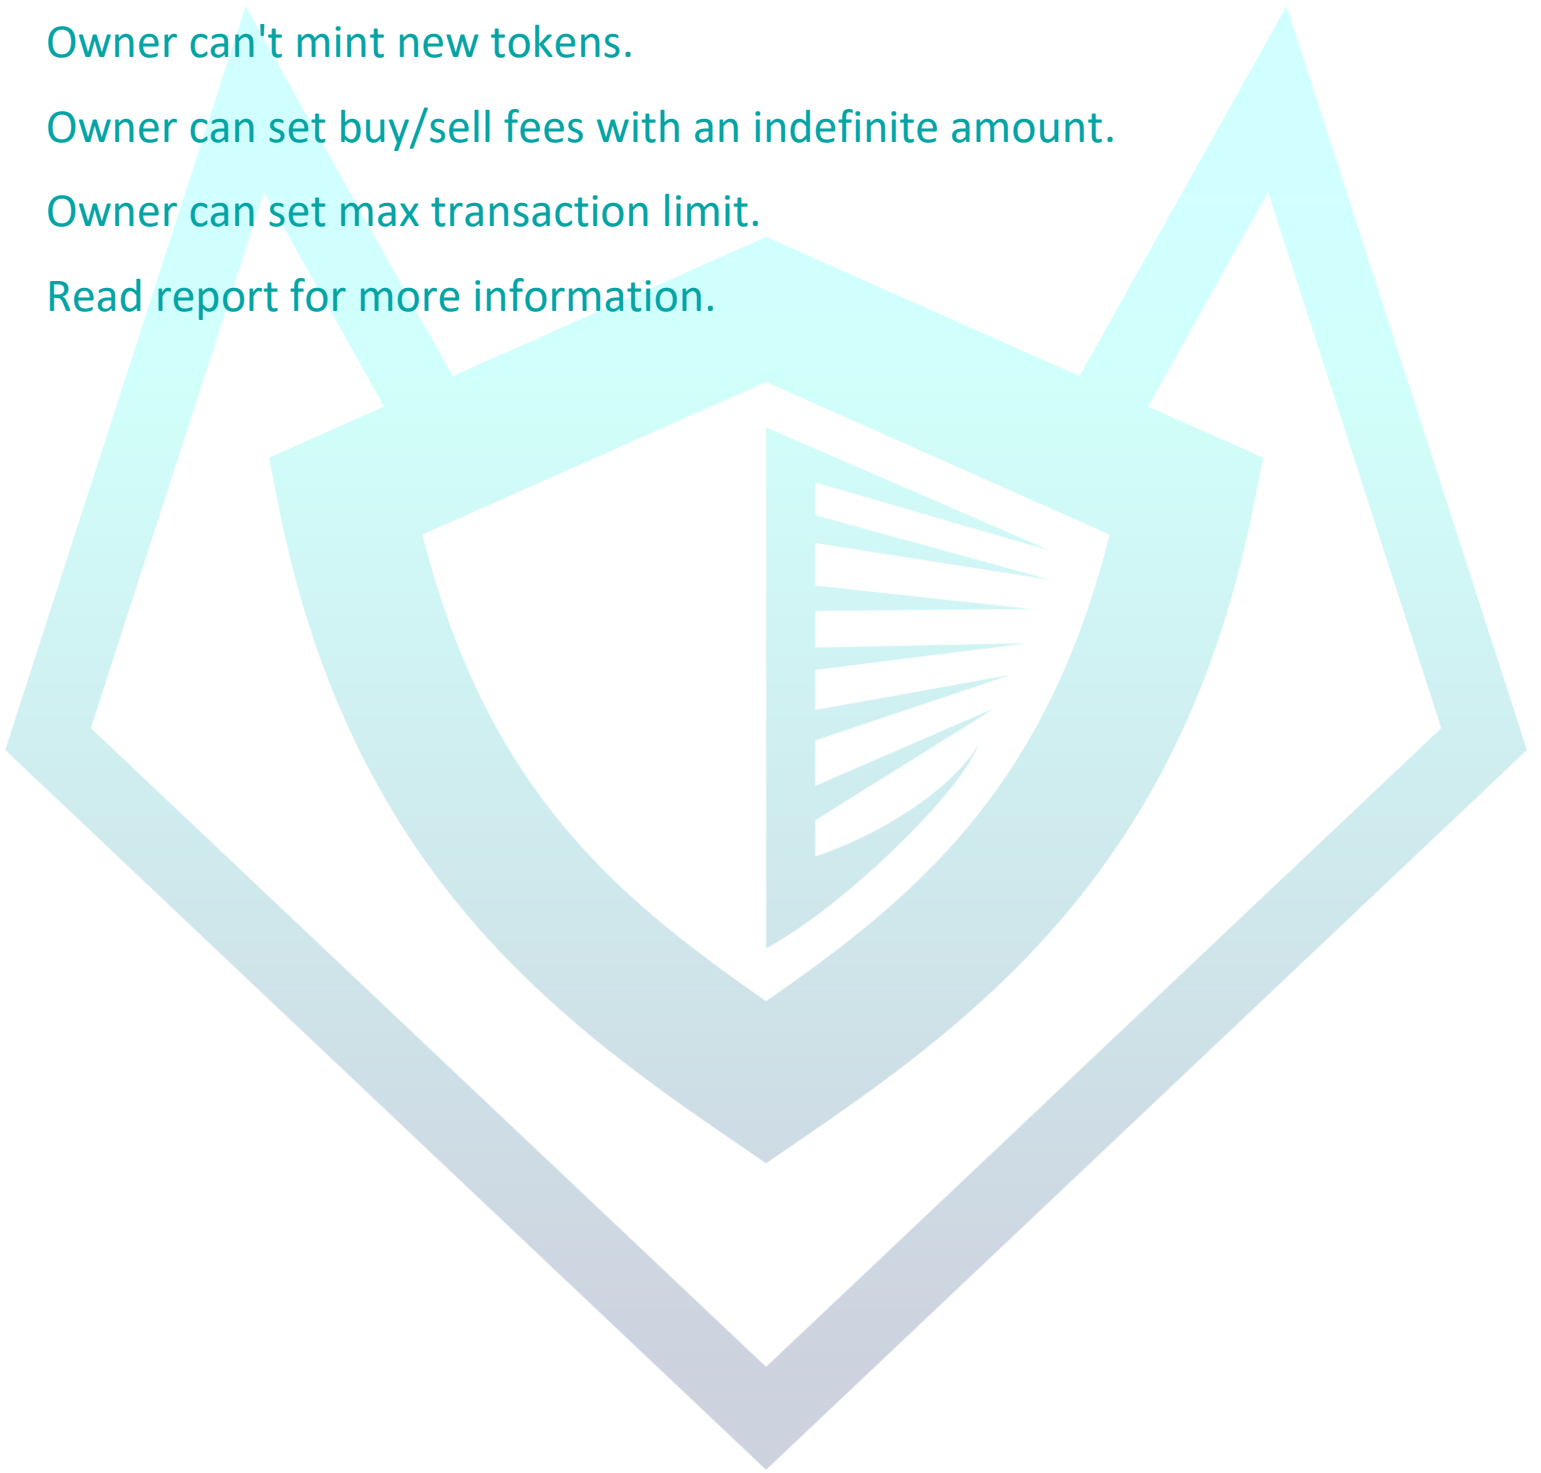 Owner can't mint new tokens.
Owner can set buy/sell fees with an indefinite amount.
Owner can set max transaction limit.
Read report for more information.